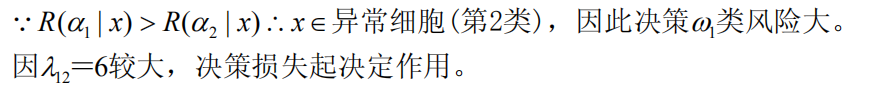 ∵ R(α₁ | x) > R(α₂ | x) ∴ x ∈ 异常细胞(第2类)，因此决策ω₁类风险大。
因λ₁₂=6较大，决策损失起决定作用。